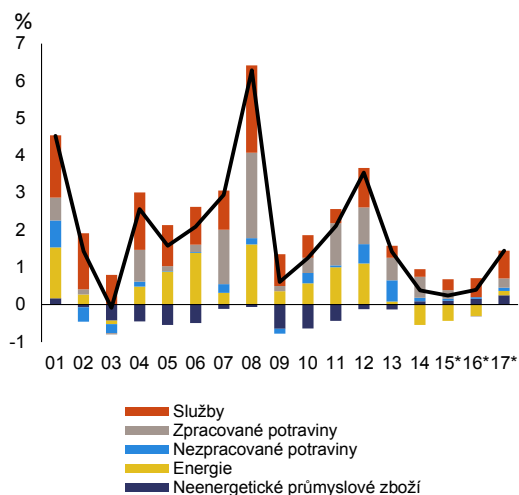 %
7
6
5
4
3
2
1
0
-1
01 02 03 04 05 06 07 08 09 10 11 12 13 14 15* 16* 17*
Služby
Zpracované potraviny
Nezpracované potraviny
Energie
Neenergetické průmyslové zboží